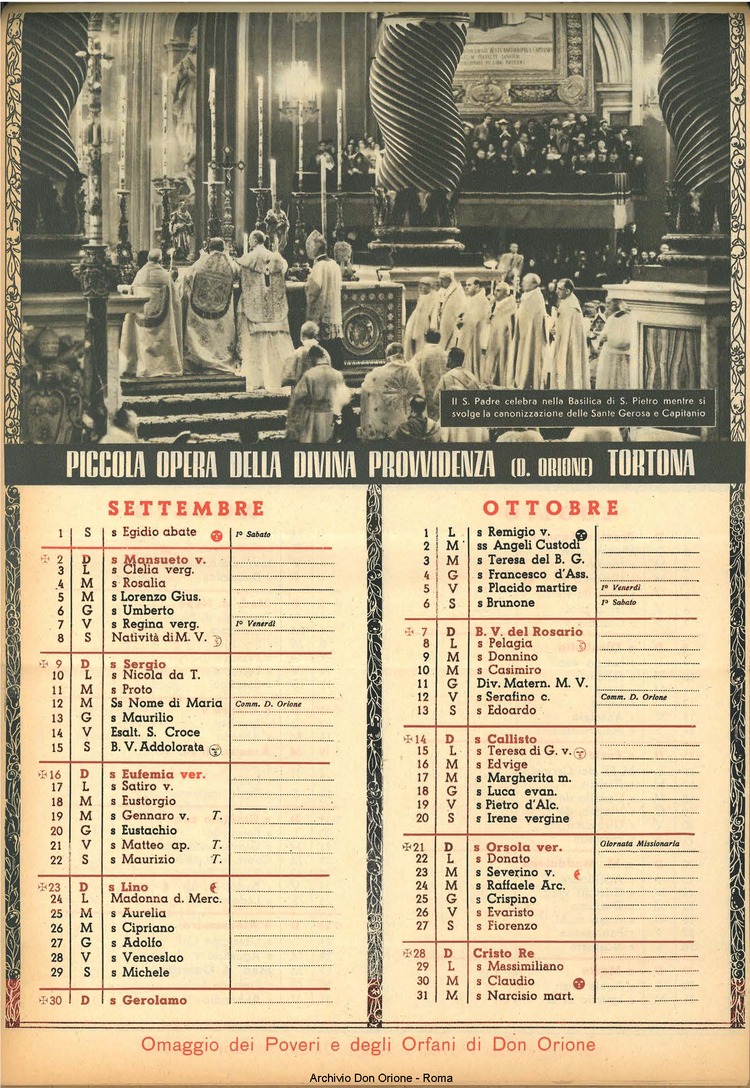 Il S. Padre celebra nella Basilica di S. Pietro mentre si
svolge la canonizzazione delle Sante Gerosa e Capitanio
PICCOLA OPERA DELLA DIVINA PROVVIDENZA (D. ORIONE) TORTONA
SETTEMBRE
1 S s Egidio abate 1º Sabato
✠ 2 D s Mansueto v.
3 L s Clelia verg.
4 M s Rosalia
5 M s Lorenzo Gius.
6 G s Umberto
7 V s Regina verg. 1º Venerdì
8 S Natività di M. V.
✠ 9 D s Sergio
10 L s Nicola da T.
11 M s Proto
12 M Ss Nome di Maria Comm. D. Orione
13 G s Maurilio
14 V Esalt. S. Croce
15 S B. V. Addolorata
✠ 16 D s Eufemia ver.
17 L s Satiro v.
18 M s Eustorgio
19 M s Gennaro v. T.
20 G s Eustachio
21 V s Matteo ap. T.
22 S s Maurizio T.
✠ 23 D s Lino
24 L Madonna d. Merc.
25 M s Aurelia
26 M s Cipriano
27 G s Adolfo
28 V s Venceslao
29 S s Michele
✠ 30 D s Gerolamo
OTTOBRE
1 L s Remigio v.
2 M ss Angeli Custodi
3 M s Teresa del B. G.
4 G s Francesco d'Ass.
5 V s Placido martire 1º Venerdì
6 S s Brunone 1º Sabato
✠ 7 D B. V. del Rosario
8 L s Pelagia
9 M s Donnino
10 M s Casimiro
11 G Div. Matern. M. V.
12 V s Serafino c. Comm. D. Orione
13 S s Edoardo
✠ 14 D s Callisto
15 L s Teresa di G. v.
16 M s Edvige
17 M s Margherita m.
18 G s Luca evan.
19 V s Pietro d'Alc.
20 S s Irene vergine
✠ 21 D s Orsola ver. Giornata Missionaria
22 L s Donato
23 M s Severino v.
24 M s Raffaele Arc.
25 G s Crispino
26 V s Evaristo
27 S s Fiorenzo
✠ 28 D Cristo Re
29 L s Massimiliano
30 M s Claudio
31 M s Narcisio mart.
Omaggio dei Poveri e degli Orfani di Don Orione
Archivio Don Orione - Roma